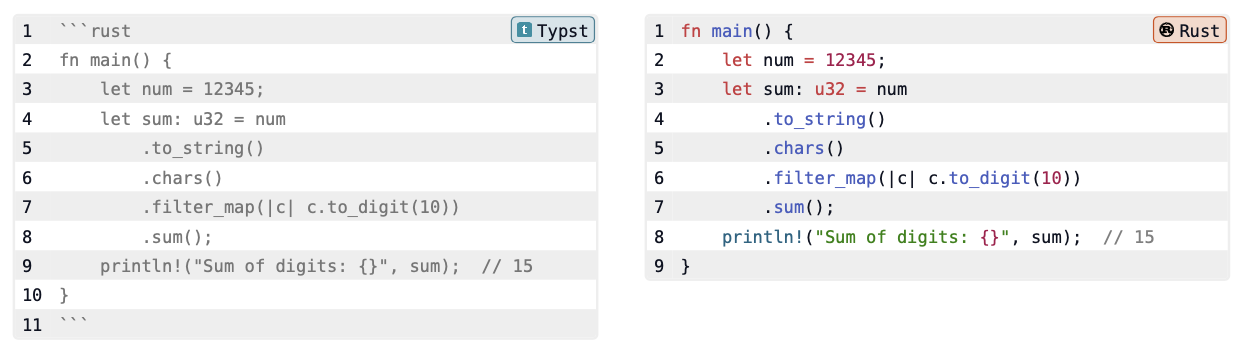 1 ```rust
t Typst
2 fn main() {
3     let num = 12345;
4     let sum: u32 = num
5         .to_string()
6         .chars()
7         .filter_map(|c| c.to_digit(10))
8         .sum();
9     println!("Sum of digits: {}", sum);  // 15
10 }
11 ```
1 fn main() {
Rust
2     let num = 12345;
3     let sum: u32 = num
4         .to_string()
5         .chars()
6         .filter_map(|c| c.to_digit(10))
7         .sum();
8     println!("Sum of digits: {}", sum);  // 15
9 }